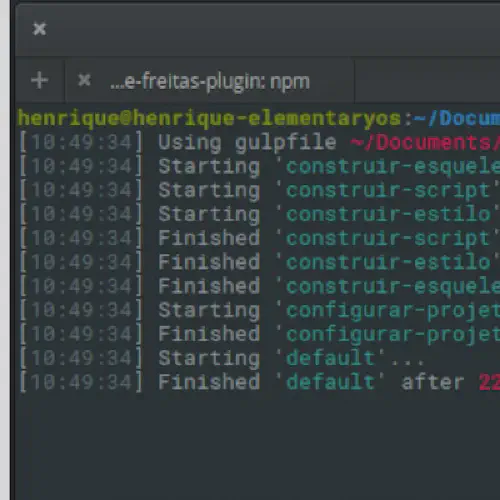 ...e-freitas-plugin: npm
henrique@henrique-elementaryos:~/Docum
[10:49:34] Using gulpfile ~/Documents/
[10:49:34] Starting 'construir-esquele
[10:49:34] Starting 'construir-script'
[10:49:34] Starting 'construir-estilo'
[10:49:34] Finished 'construir-script'
[10:49:34] Finished 'construir-estilo'
[10:49:34] Finished 'construir-esquele
[10:49:34] Starting 'configurar-projet
[10:49:34] Finished 'configurar-projet
[10:49:34] Starting 'default'...
[10:49:34] Finished 'default' after 22